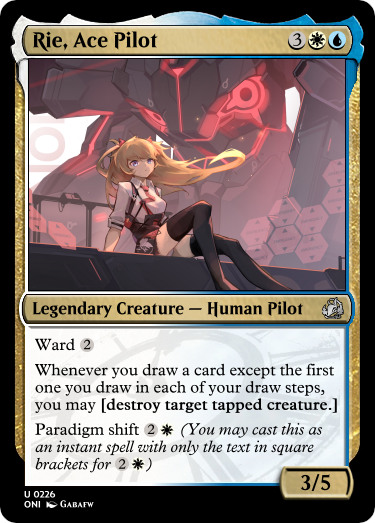 Rie, Ace Pilot 3
Legendary Creature — Human Pilot
Ward 2
Whenever you draw a card except the first
one you draw in each of your draw steps,
you may [destroy target tapped creature.]
Paradigm shift 2 (You may cast this as
an instant spell with only the text in square
brackets for 2 )
3/5
U 0226
ONI Gabafw